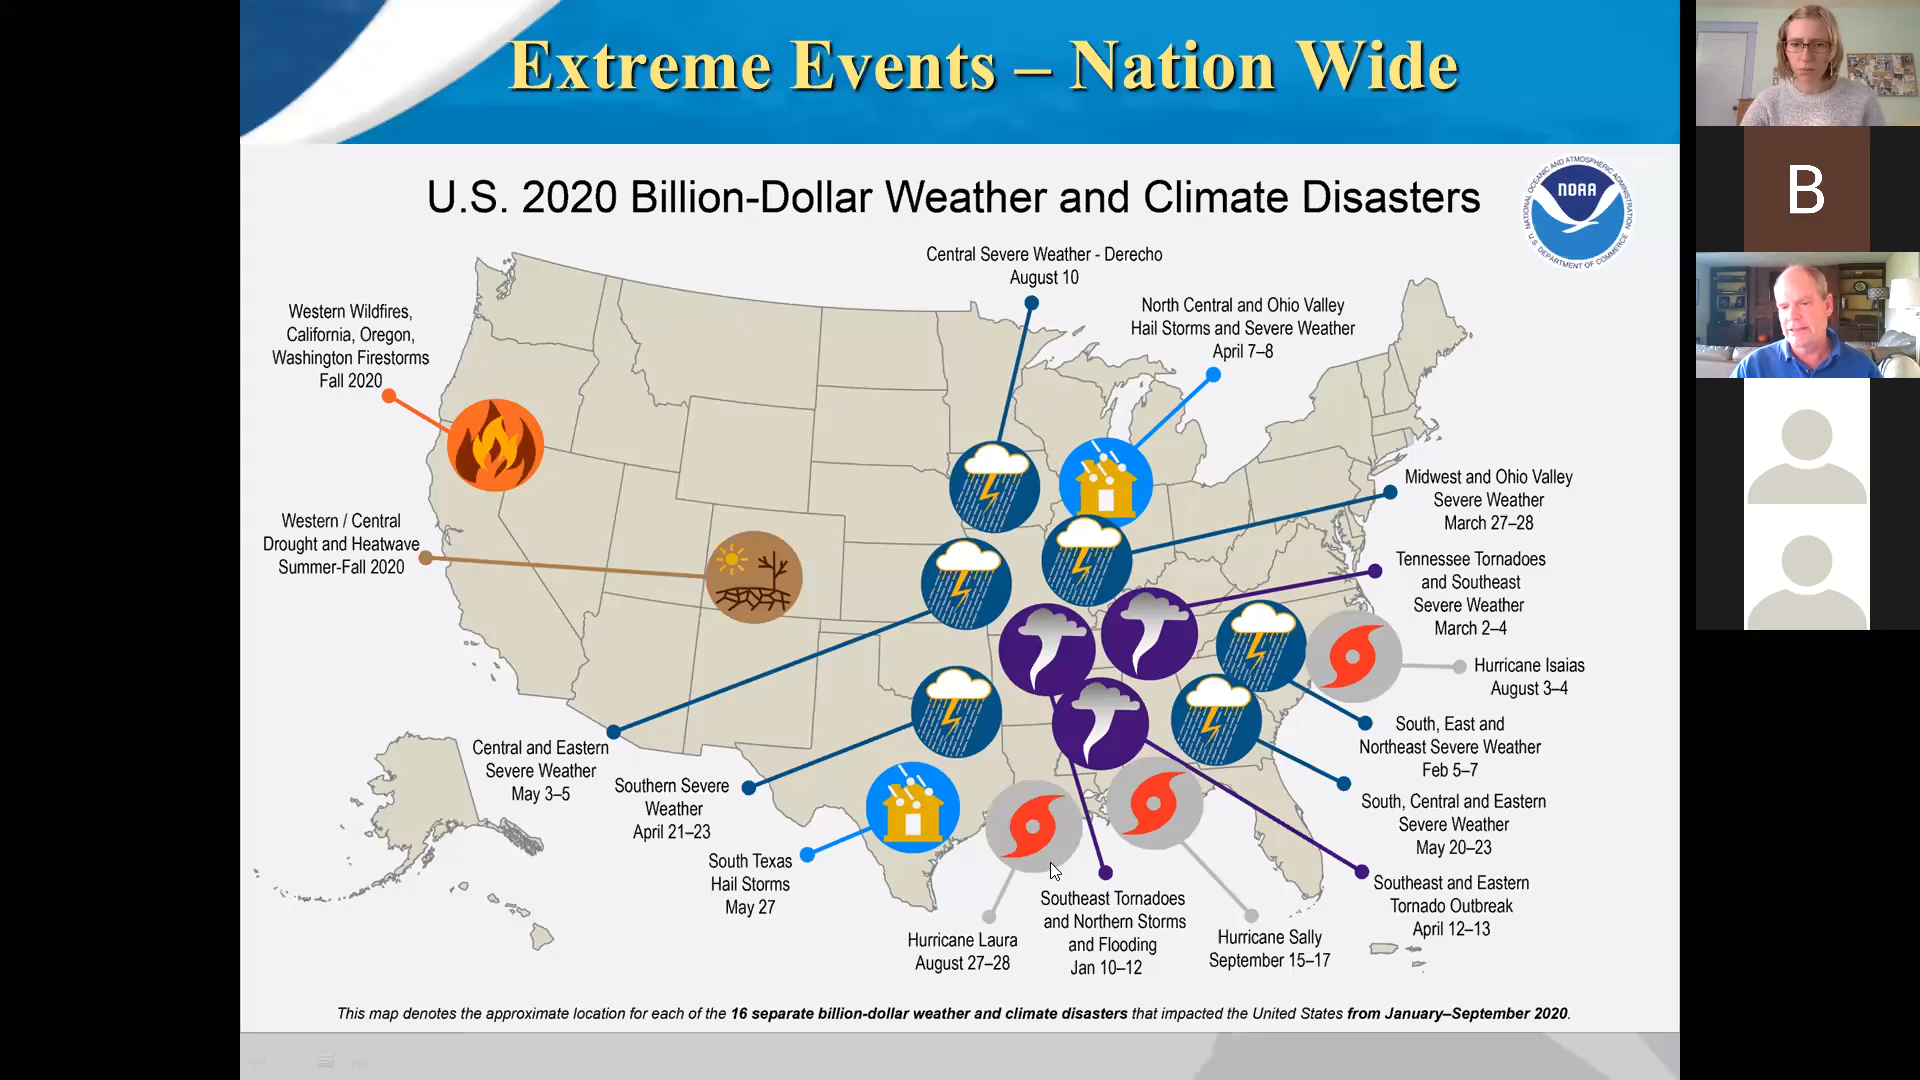 Extreme Events – Nation Wide
U.S. 2020 Billion-Dollar Weather and Climate Disasters
NATIONAL OCEANIC AND ATMOSPHERIC ADMINISTRATION
NOAA
U.S. DEPARTMENT OF COMMERCE
B
Central Severe Weather - Derecho
August 10
North Central and Ohio Valley
Hail Storms and Severe Weather
April 7–8
Western Wildfires,
California, Oregon,
Washington Firestorms
Fall 2020
Western / Central
Drought and Heatwave
Summer-Fall 2020
Midwest and Ohio Valley
Severe Weather
March 27–28
Tennessee Tornadoes
and Southeast
Severe Weather
March 2–4
Hurricane Isaias
August 3–4
South, East and
Northeast Severe Weather
Feb 5–7
South, Central and Eastern
Severe Weather
May 20–23
Southeast and Eastern
Tornado Outbreak
April 12–13
Central and Eastern
Severe Weather
May 3–5
Southern Severe
Weather
April 21–23
South Texas
Hail Storms
May 27
Hurricane Laura
August 27–28
Southeast Tornadoes
and Northern Storms
and Flooding
Jan 10–12
Hurricane Sally
September 15–17
This map denotes the approximate location for each of the 16 separate billion-dollar weather and climate disasters that impacted the United States from January–September 2020.